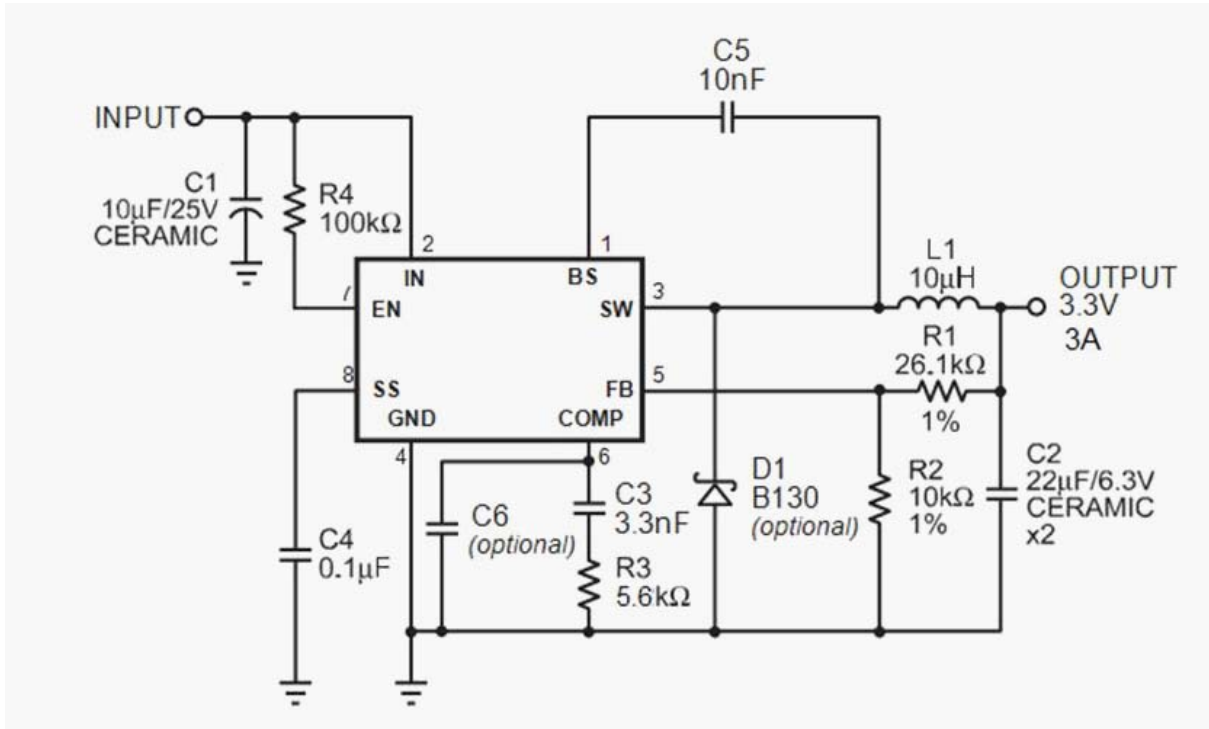 C5
10nF
INPUT
C1
10µF/25V
CERAMIC
R4
100kΩ
2
1
IN
BS
L1
10µH
OUTPUT
3.3V
3A
7
EN
SW
3
R1
26.1kΩ
1%
8
SS
FB
5
GND
COMP
4
6
C6
(optional)
C3
3.3nF
D1
B130
(optional)
R2
10kΩ
1%
C2
22µF/6.3V
CERAMIC
x2
C4
0.1µF
R3
5.6kΩ